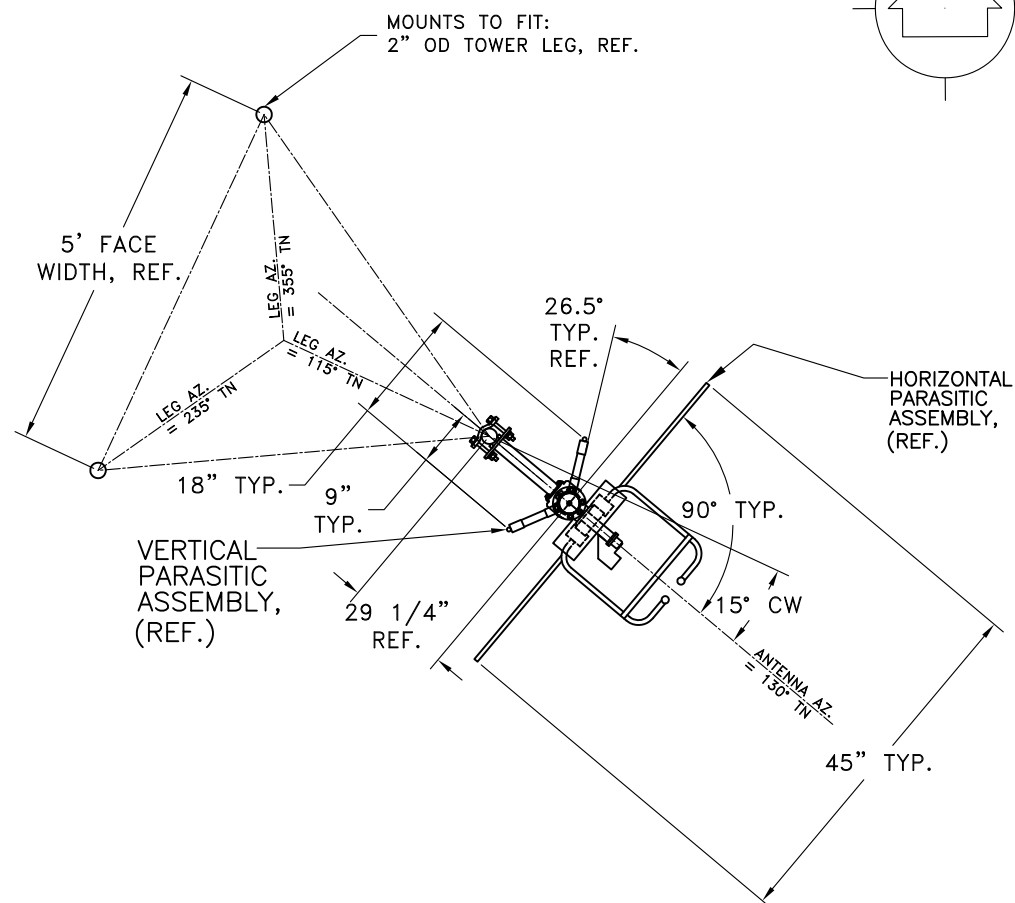 MOUNTS TO FIT:
2” OD TOWER LEG, REF.
5’ FACE
WIDTH, REF.
LEG AZ.
= 355° TN
LEG AZ.
= 115° TN
LEG AZ.
= 235° TN
26.5°
TYP.
REF.
HORIZONTAL
PARASITIC
ASSEMBLY,
(REF.)
18” TYP.
9”
TYP.
90° TYP.
VERTICAL
PARASITIC
ASSEMBLY,
(REF.)
29 1/4”
REF.
15° CW
ANTENNA AZ.
= 130° TN
45” TYP.